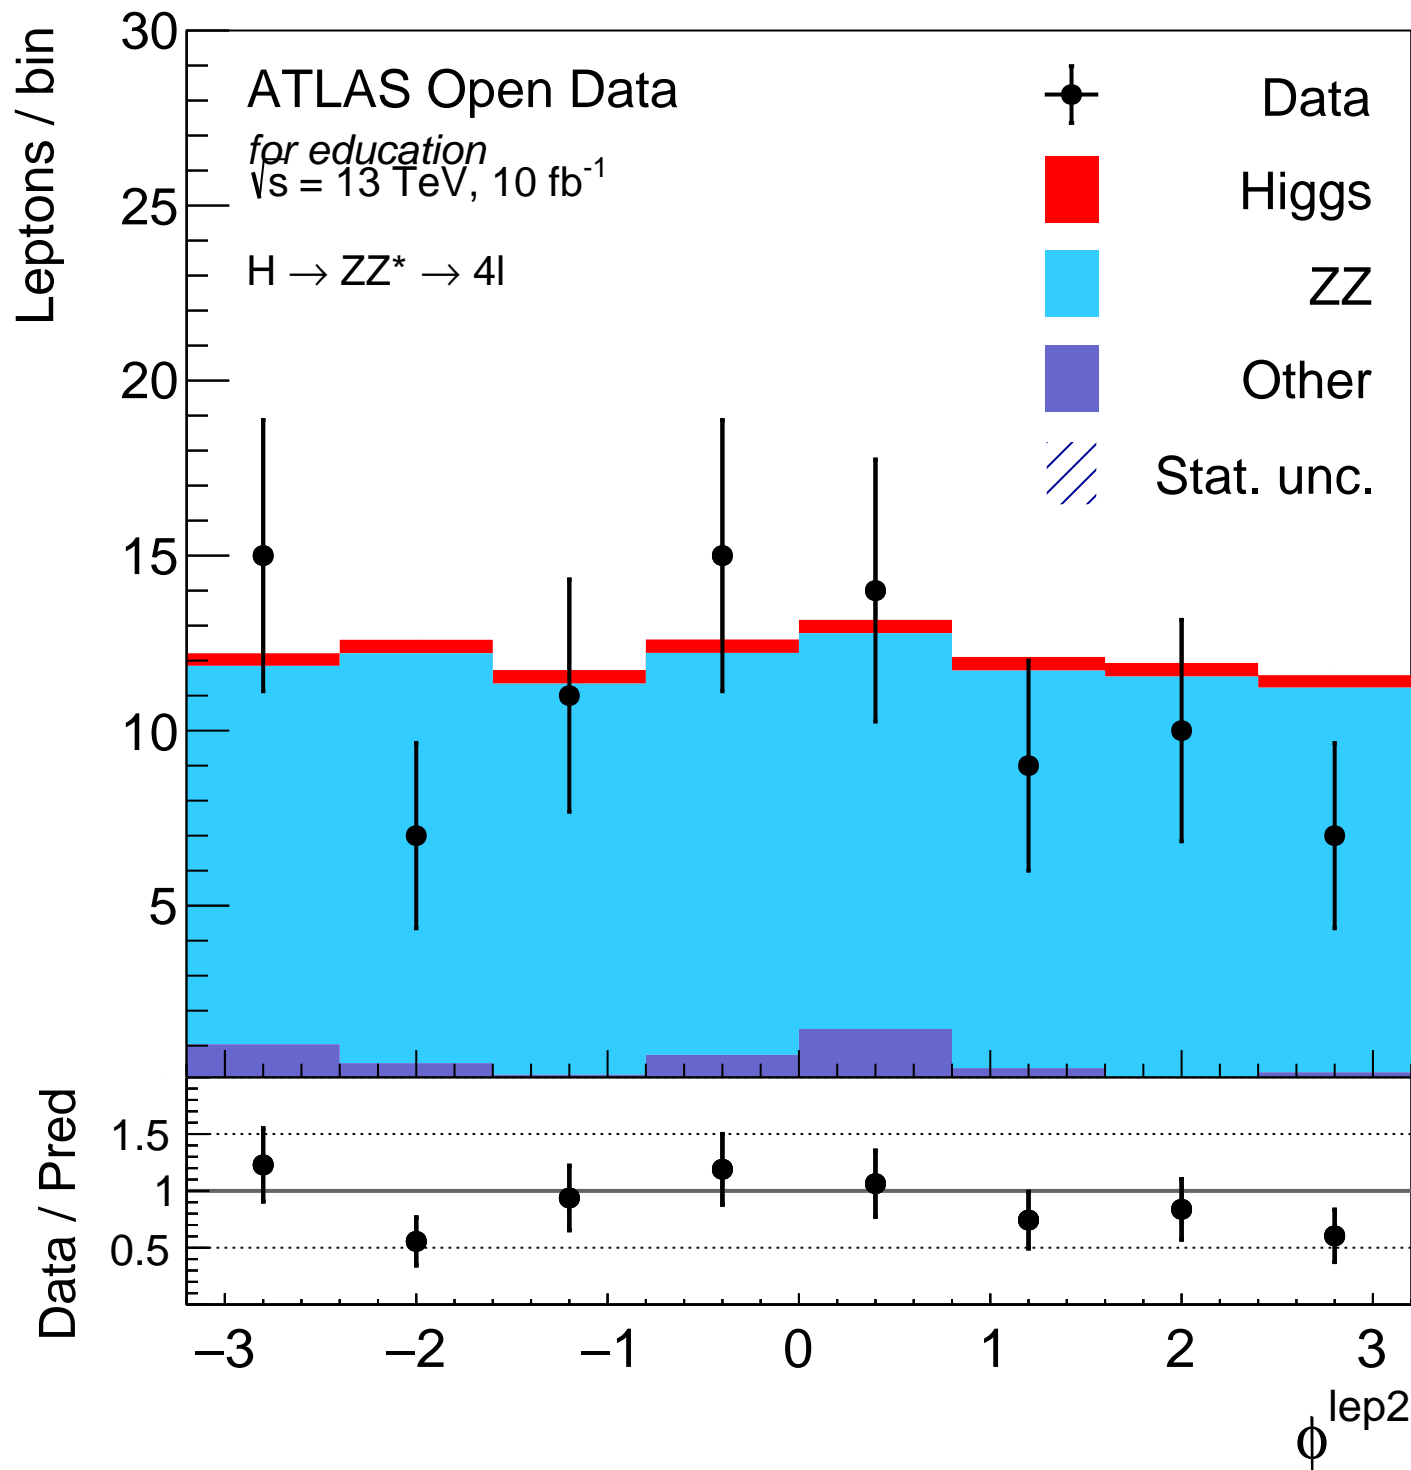 Leptons / bin
30
25
20
15
10
5
ATLAS Open Data
for education
√s = 13 TeV, 10 fb⁻¹
H → ZZ* → 4l
Data
Higgs
ZZ
Other
Stat. unc.
Data / Pred
1.5
1
0.5
−3 −2 −1 0 1 2 3
ϕ^lep2